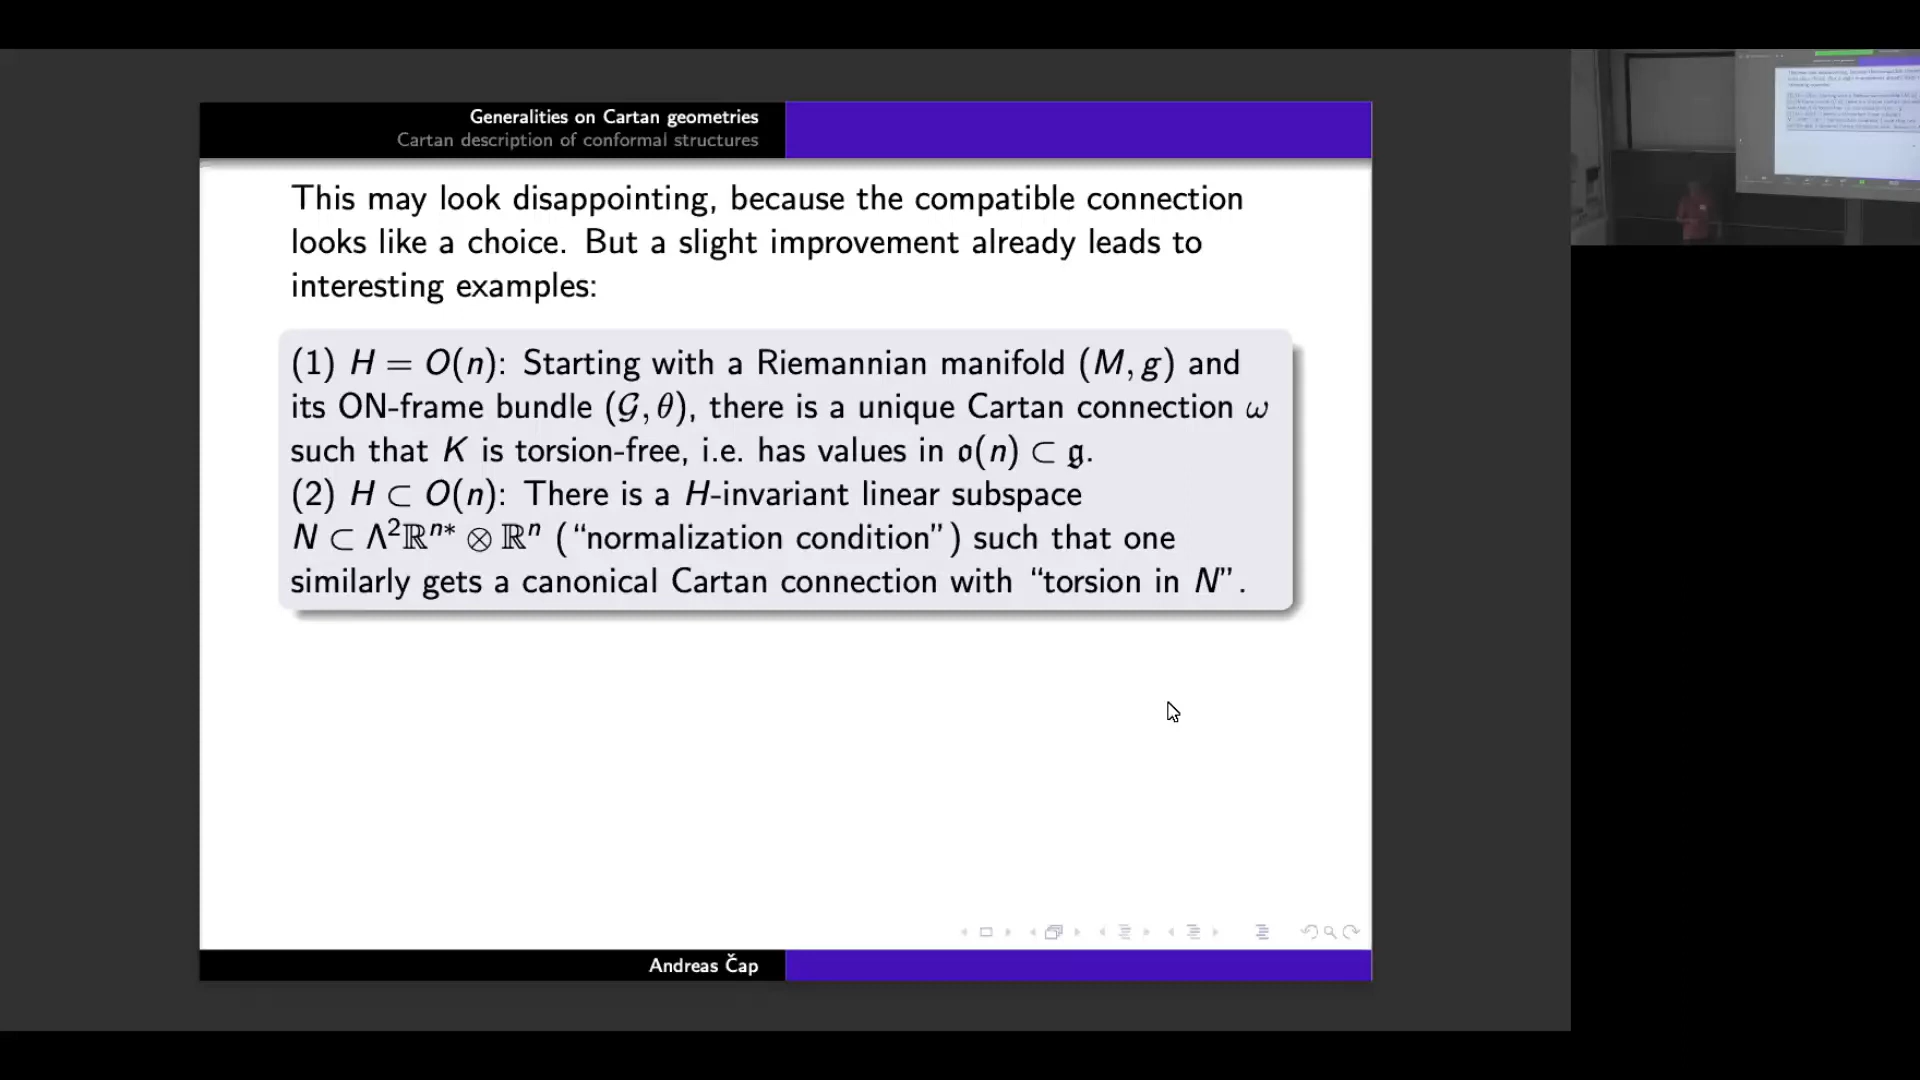 Generalities on Cartan geometries
Cartan description of conformal structures
This may look disappointing, because the compatible connection
looks like a choice. But a slight improvement already leads to
interesting examples:
(1) H = O(n): Starting with a Riemannian manifold (M, g) and
its ON-frame bundle (𝒢, θ), there is a unique Cartan connection ω
such that K is torsion-free, i.e. has values in 𝔬(n) ⊂ 𝔤.
(2) H ⊂ O(n): There is a H-invariant linear subspace
N ⊂ Λ²ℝⁿ* ⊗ ℝⁿ (“normalization condition”) such that one
similarly gets a canonical Cartan connection with “torsion in N”.
Andreas Čap